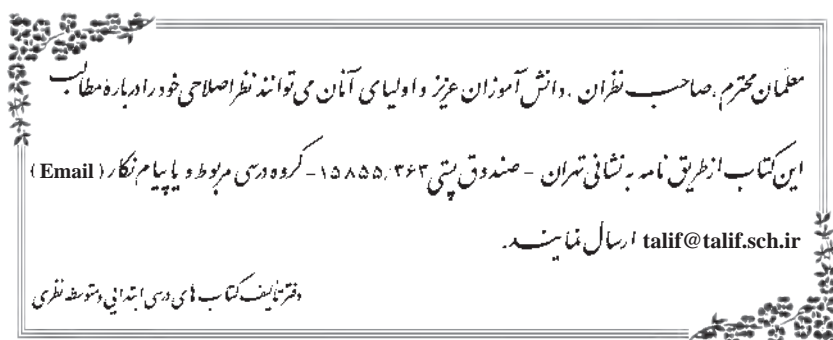 معلّمان محترم، صاحب نظران، دانش آموزان عزیز و اولیای آنان می توانند نظر اصلاحی خود را دربارهٔ مطالب
این کتاب از طریق نامه به نشانی تهران - صندوق پستی ۱۵۸۵۵/۳۶۳ - گروه درسی مربوط و یا پیام نگار (Email)
talif@talif.sch.ir ارسال نمایند.
دفتر تألیف کتاب های درسی ابتدایی و متوسطه نظری